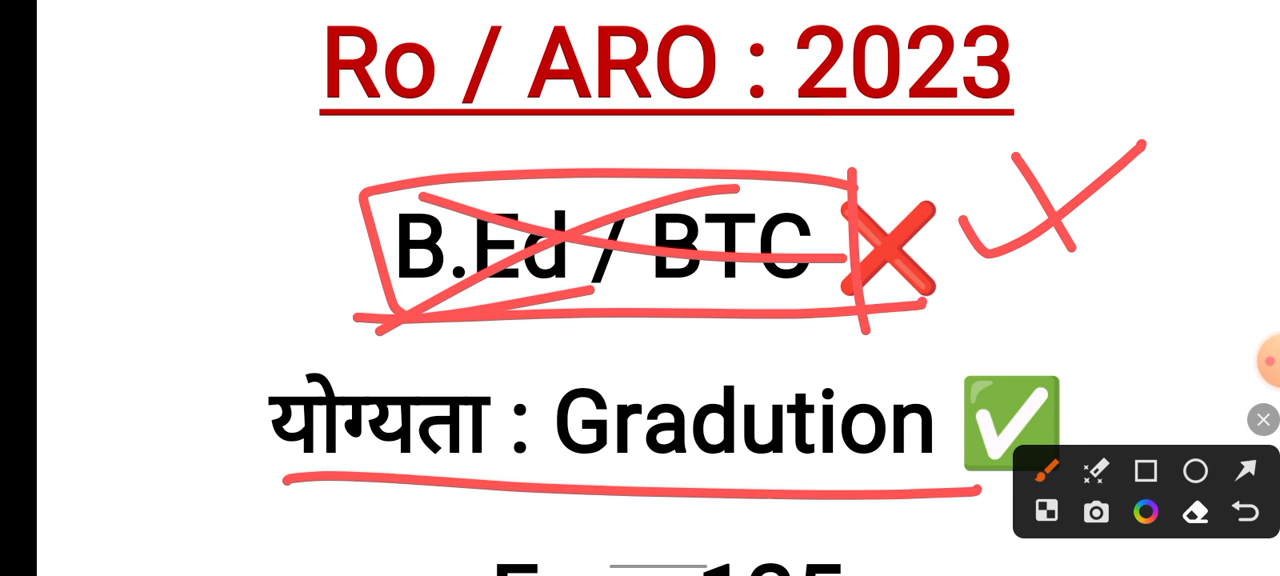 Ro / ARO : 2023
B.Ed / BTC ❌
योग्यता : Gradution ✅